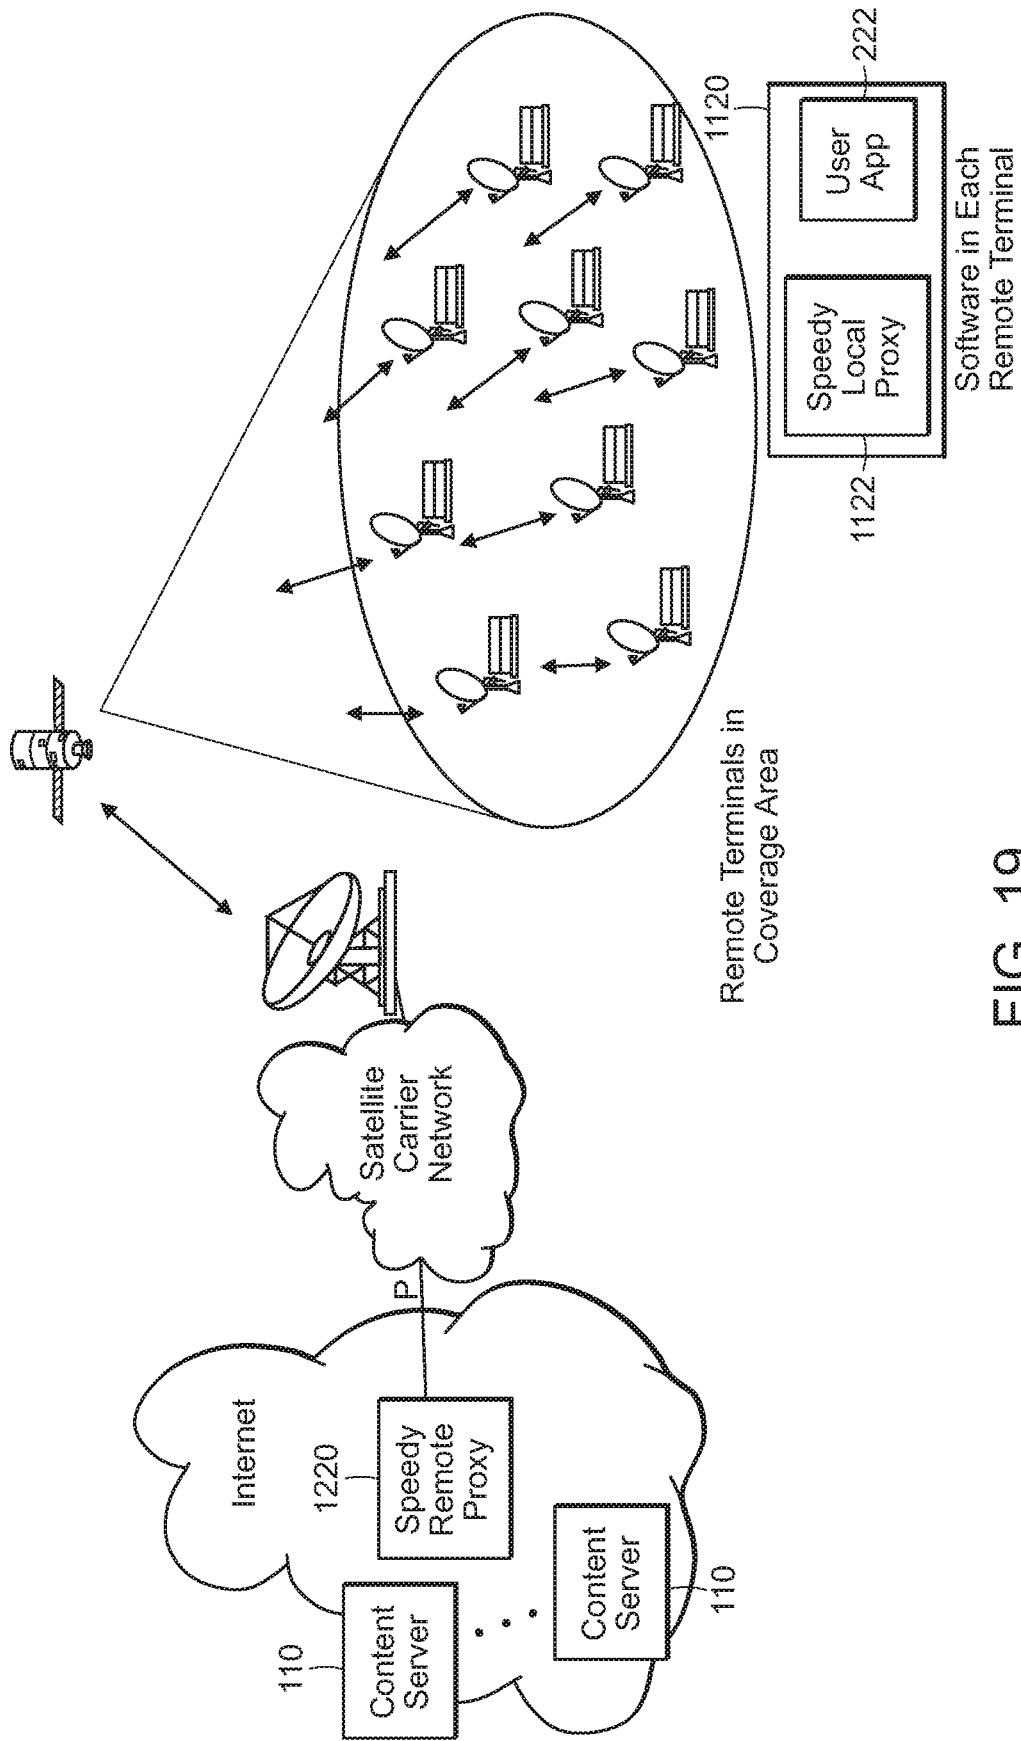 Internet
110
Content
Server
1220
Speedy
Remote
Proxy
Content
Server
110
P
Satellite
Carrier
Network
Remote Terminals in
Coverage Area
1120
1122
Speedy
Local
Proxy
User
App
222
Software in Each
Remote Terminal
FIG. 19